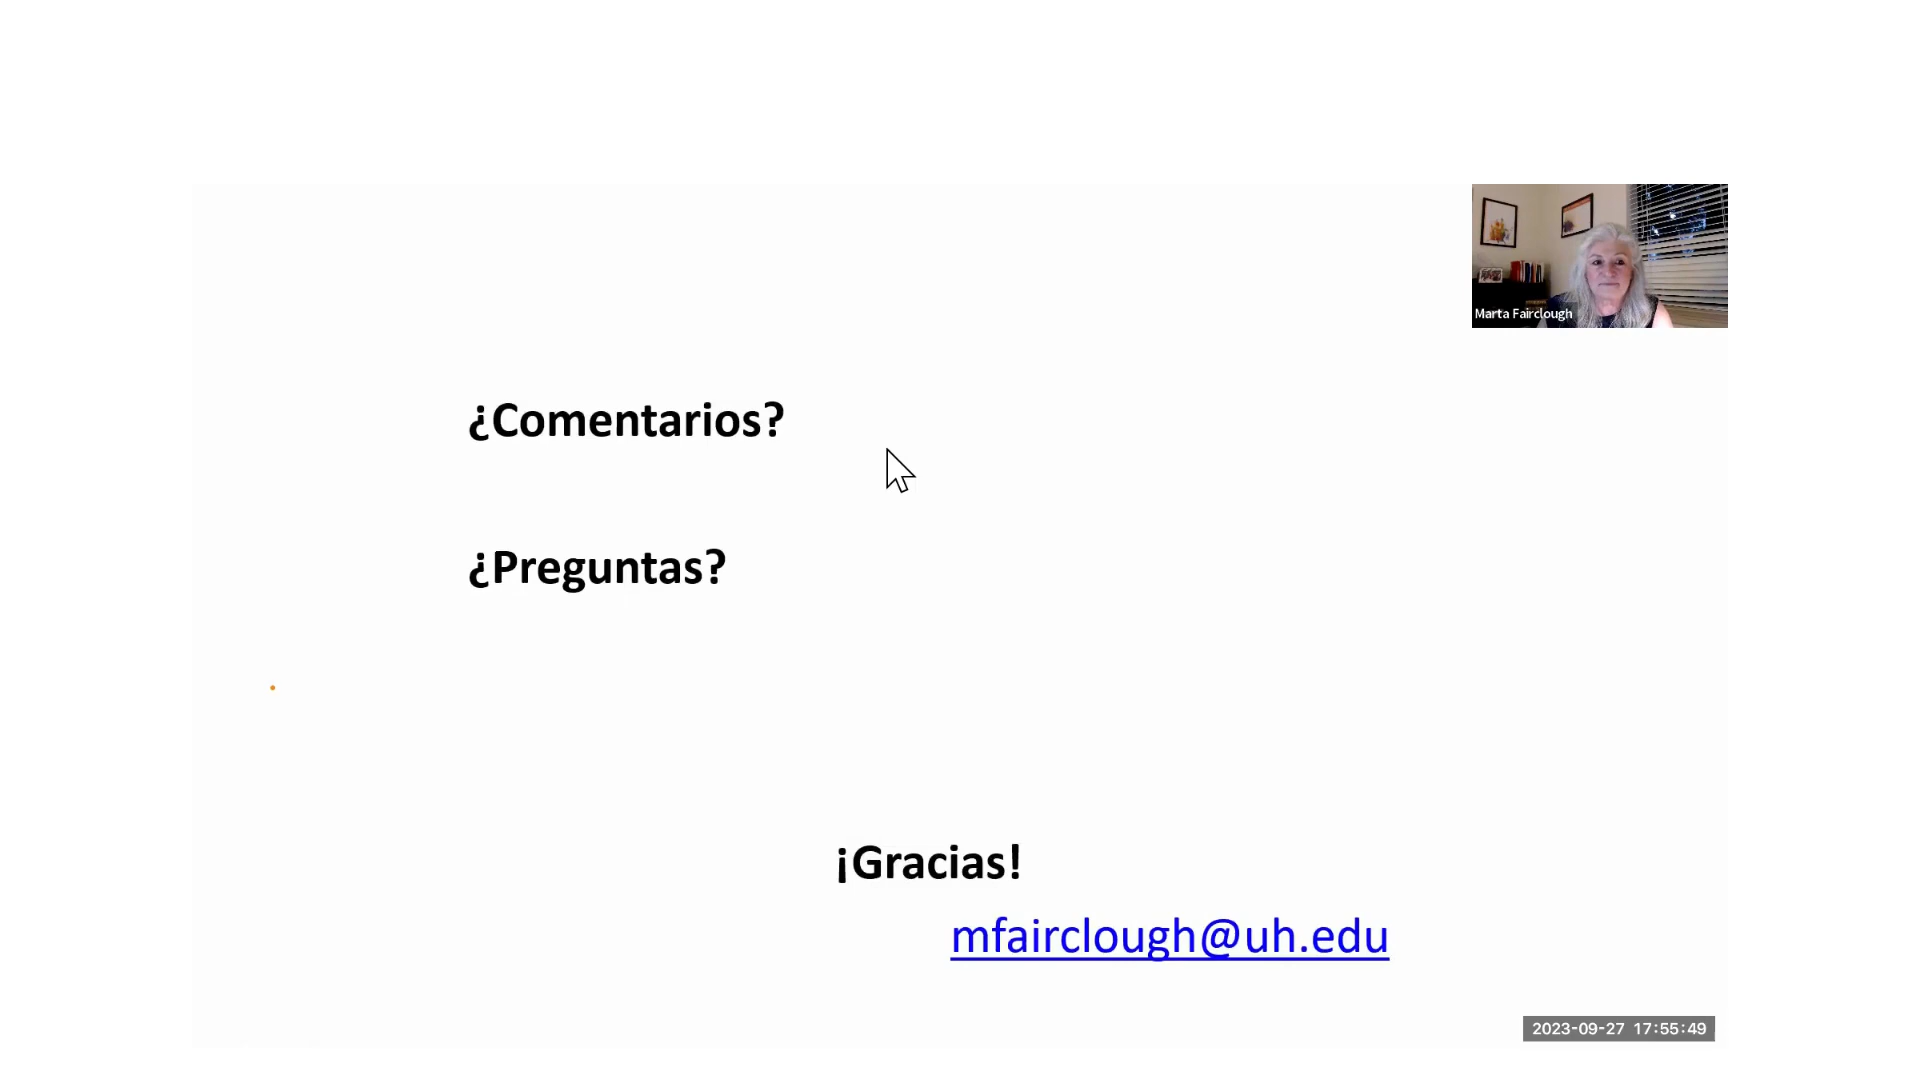 Marta Fairclough
¿Comentarios?
¿Preguntas?
¡Gracias!
mfairclough@uh.edu
2023-09-27 17:55:49